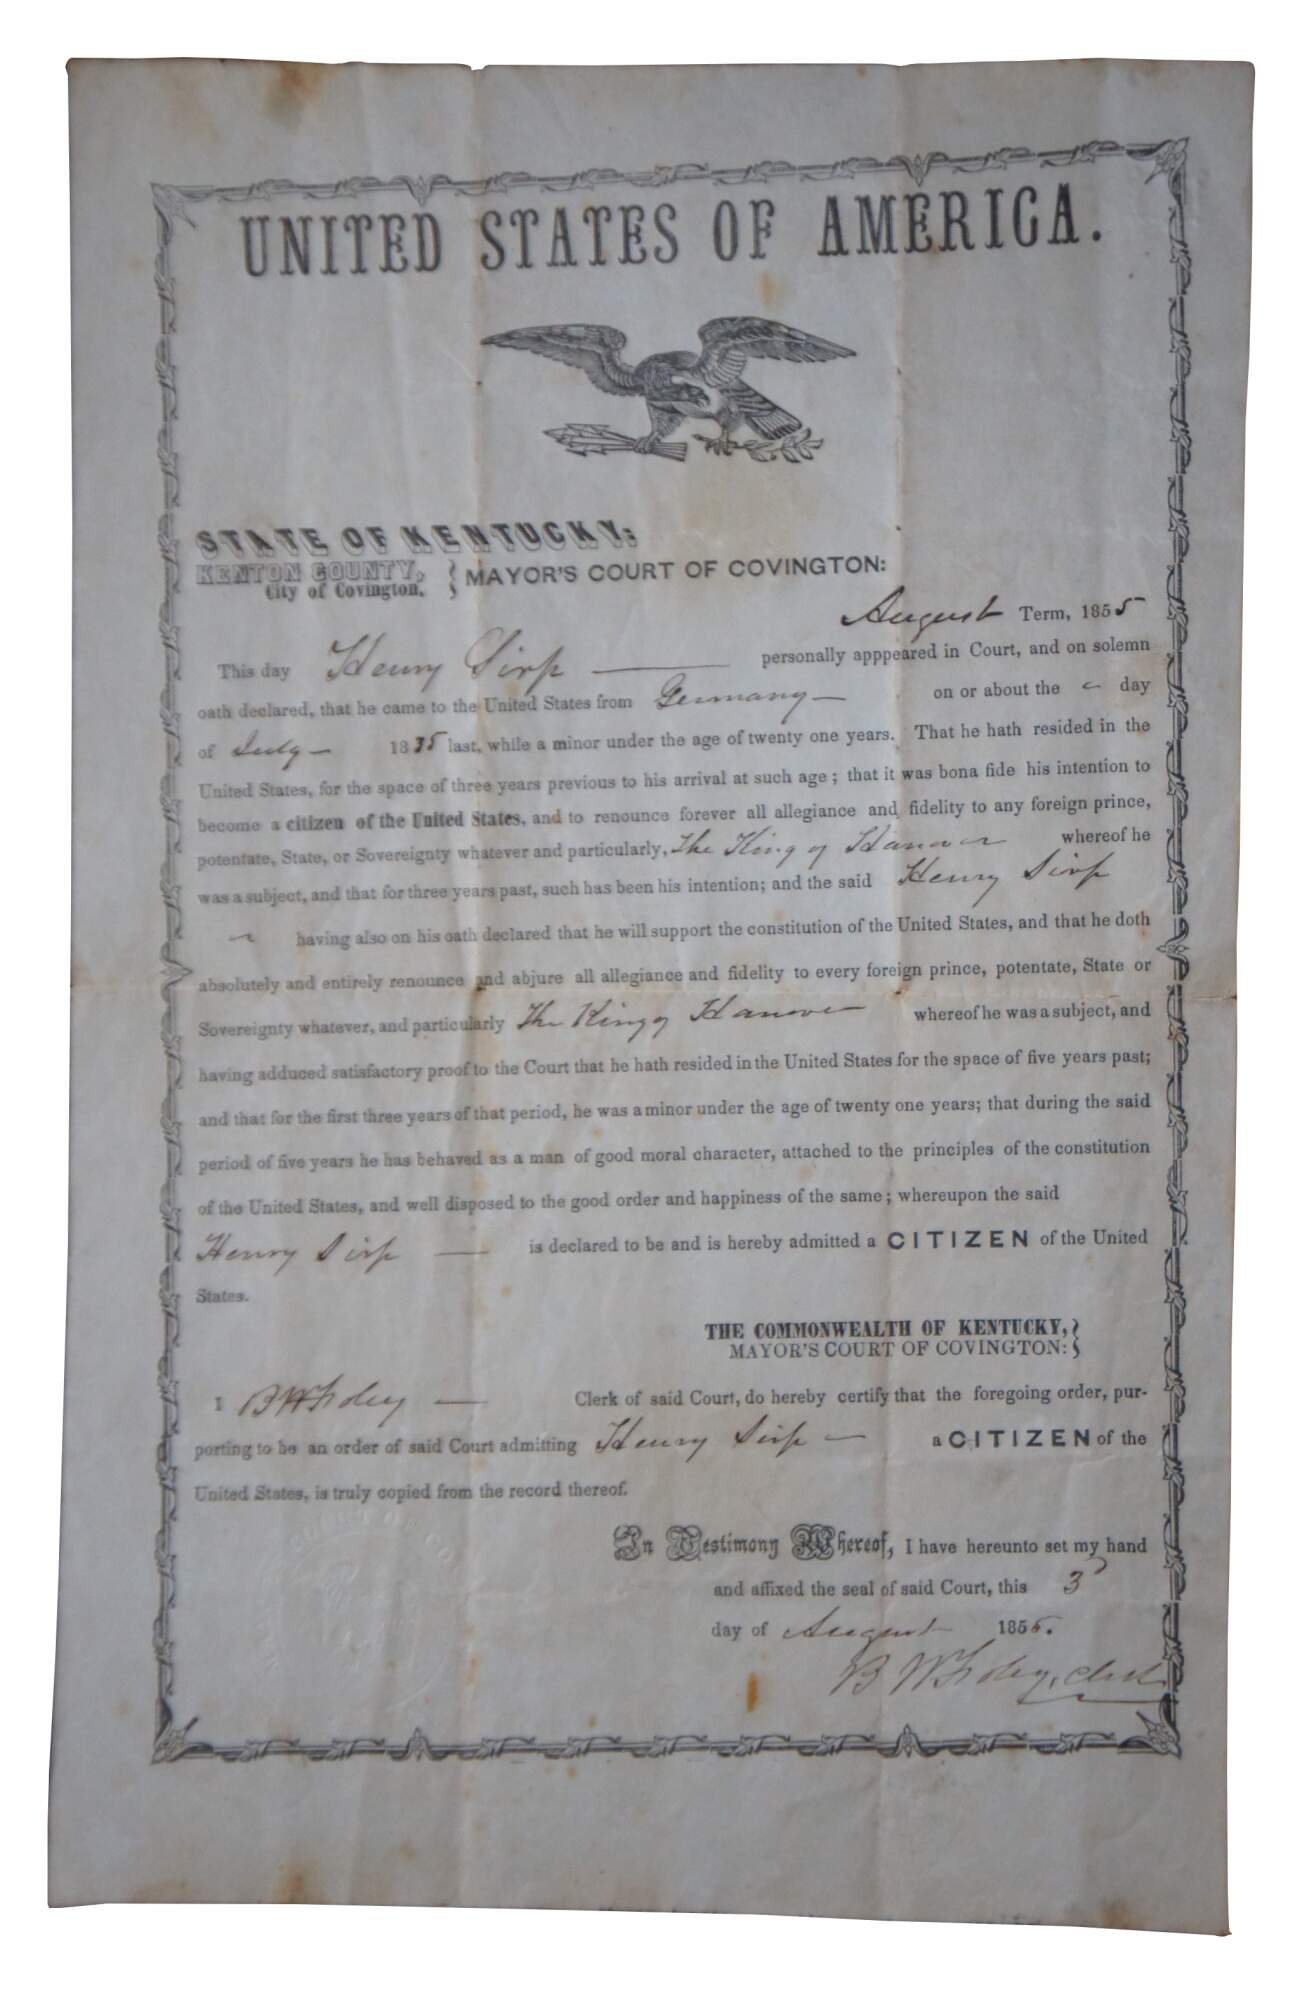 UNITED STATES OF AMERICA.
STATE OF KENTUCKY:
KENTON COUNTY,
City of Covington.
MAYOR'S COURT OF COVINGTON:
August Term, 1855
This day Henry Sirp — personally apppeared in Court, and on solemn
oath declared, that he came to the United States from Germany — on or about the — day
of July — 18 last, while a minor under the age of twenty one years. That he hath resided in the
United States, for the space of three years previous to his arrival at such age; that it was bona fide his intention to
become a citizen of the United States, and to renounce forever all allegiance and fidelity to any foreign prince,
potentate, State, or Sovereignty whatever and particularly, The King of Hanover whereof he
was a subject, and that for three years past, such has been his intention; and the said Henry Sirp
— having also on his oath declared that he will support the constitution of the United States, and that he doth
absolutely and entirely renounce and abjure all allegiance and fidelity to every foreign prince, potentate, State or
Sovereignty whatever, and particularly The King of Hanover whereof he was a subject, and
having adduced satisfactory proof to the Court that he hath resided in the United States for the space of five years past;
and that for the first three years of that period, he was a minor under the age of twenty one years; that during the said
period of five years he has behaved as a man of good moral character, attached to the principles of the constitution
of the United States, and well disposed to the good order and happiness of the same; whereupon the said
Henry Sirp — is declared to be and is hereby admitted a CITIZEN of the United
States.
THE COMMONWEALTH OF KENTUCKY,
MAYOR'S COURT OF COVINGTON:
I B W Foley — Clerk of said Court, do hereby certify that the foregoing order, pur-
porting to be an order of said Court admitting Henry Sirp — a CITIZEN of the
United States, is truly copied from the record thereof.
In Testimony Whereof, I have hereunto set my hand
and affixed the seal of said Court, this 3d
day of August 1855.
B W Foley, clerk
COURT OF CO